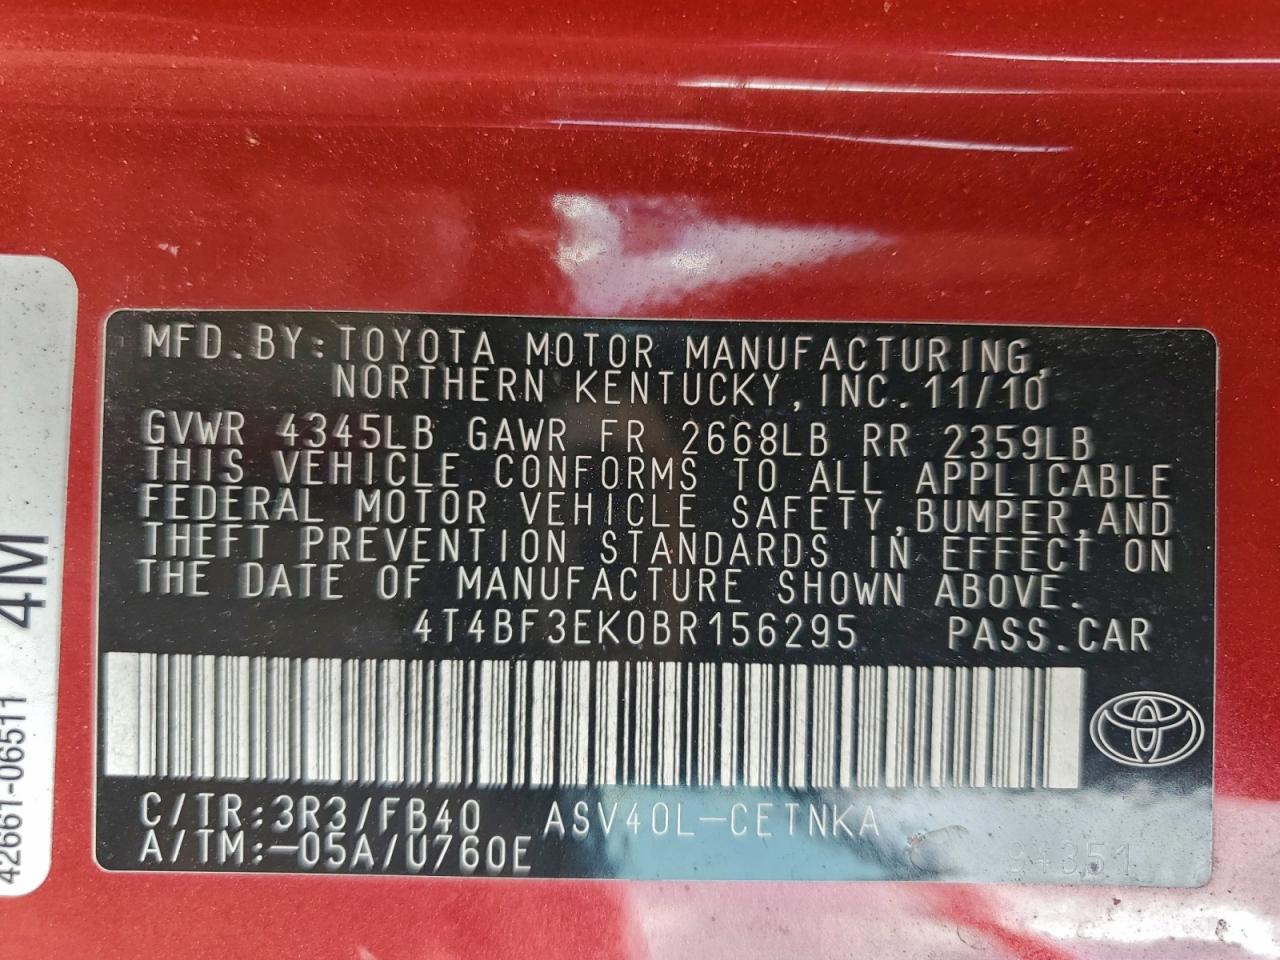 MFD.BY:TOYOTA MOTOR MANUFACTURING,
NORTHERN KENTUCKY,INC.11/10
GVWR 4345LB GAWR FR 2668LB RR 2359LB
THIS VEHICLE CONFORMS TO ALL APPLICABLE
FEDERAL MOTOR VEHICLE SAFETY,BUMPER,AND
THEFT PREVENTION STANDARDS IN EFFECT ON
THE DATE OF MANUFACTURE SHOWN ABOVE.
4T4BF3EK0BR156295 PASS.CAR
C/TR:3R3/FB40 ASV40L-CETNKA
A/TM:-05A/U760E
94351
42661-06511 4M